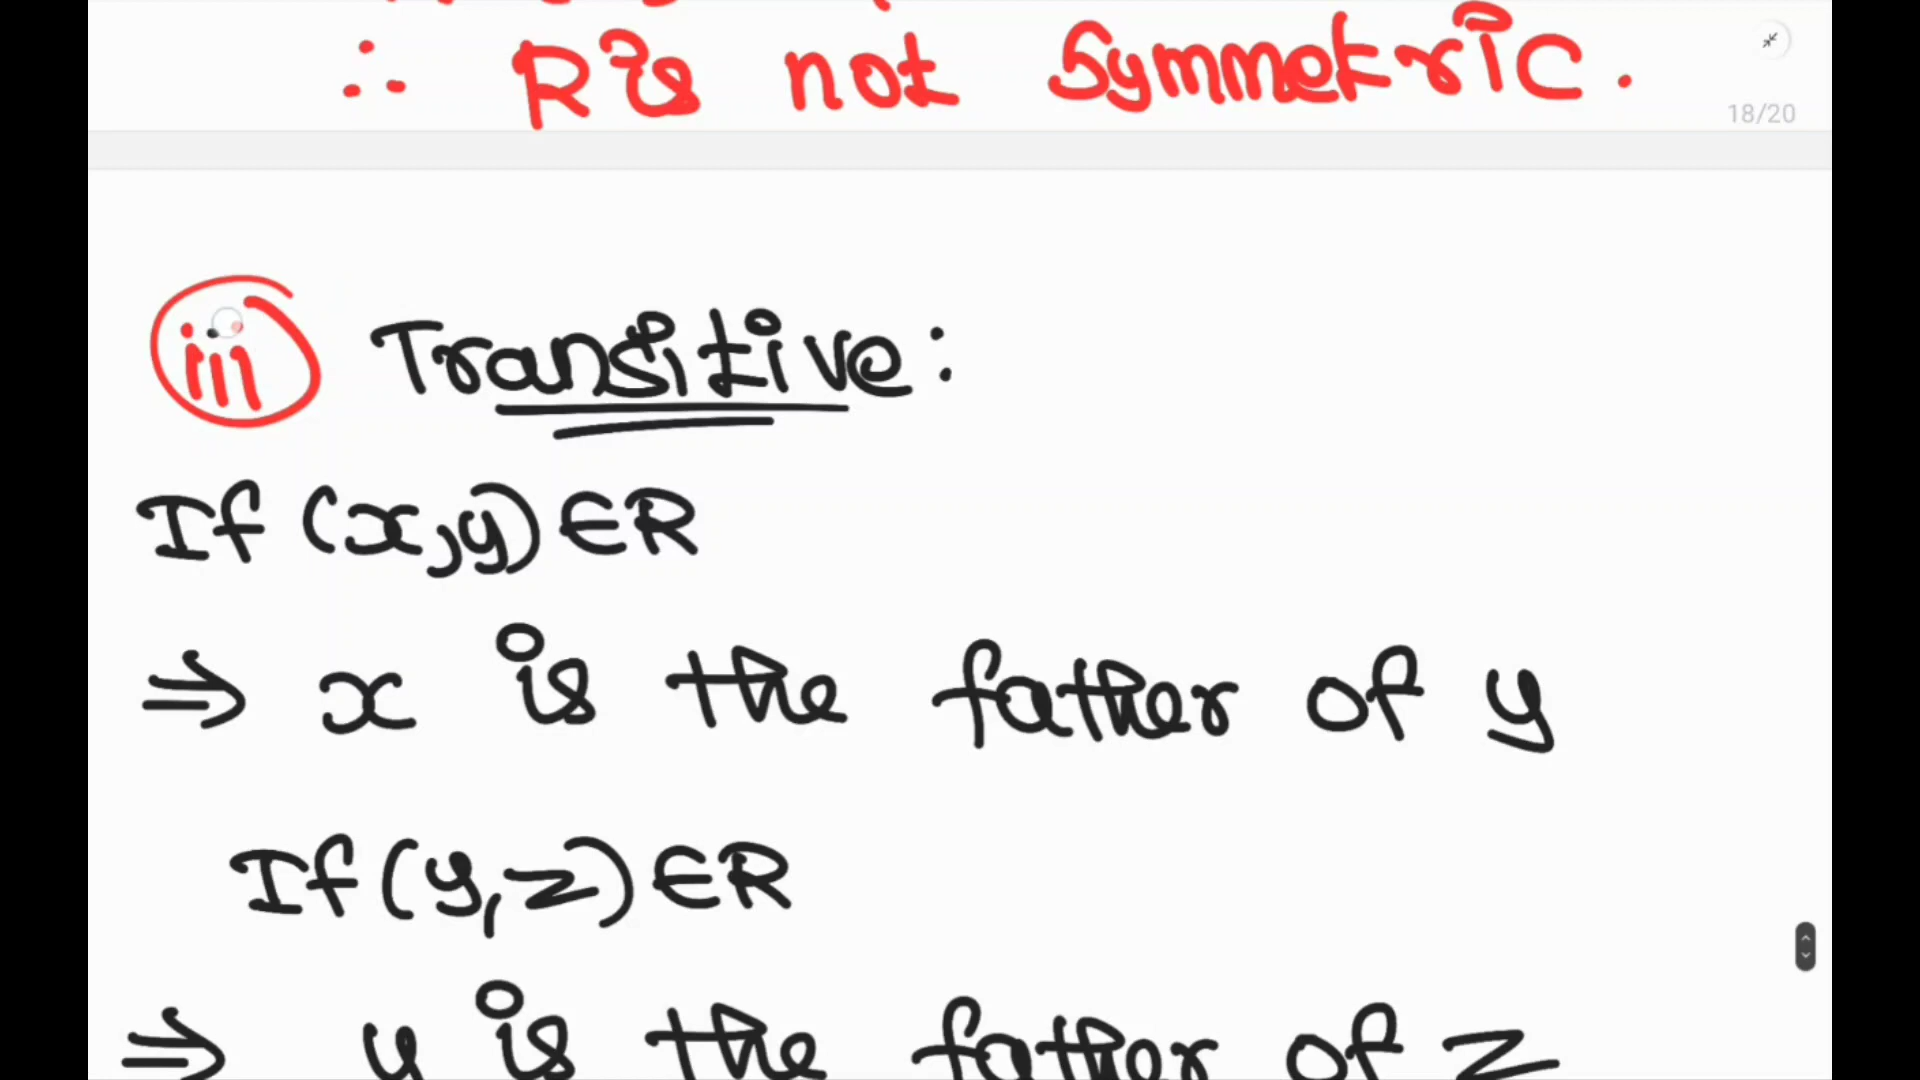 ∴ R is not Symmetric.
18/20
iii Transitive:
If (x,y) ∈ R
⇒ x is the father of y
If (y,z) ∈ R
⇒ y is the father of z